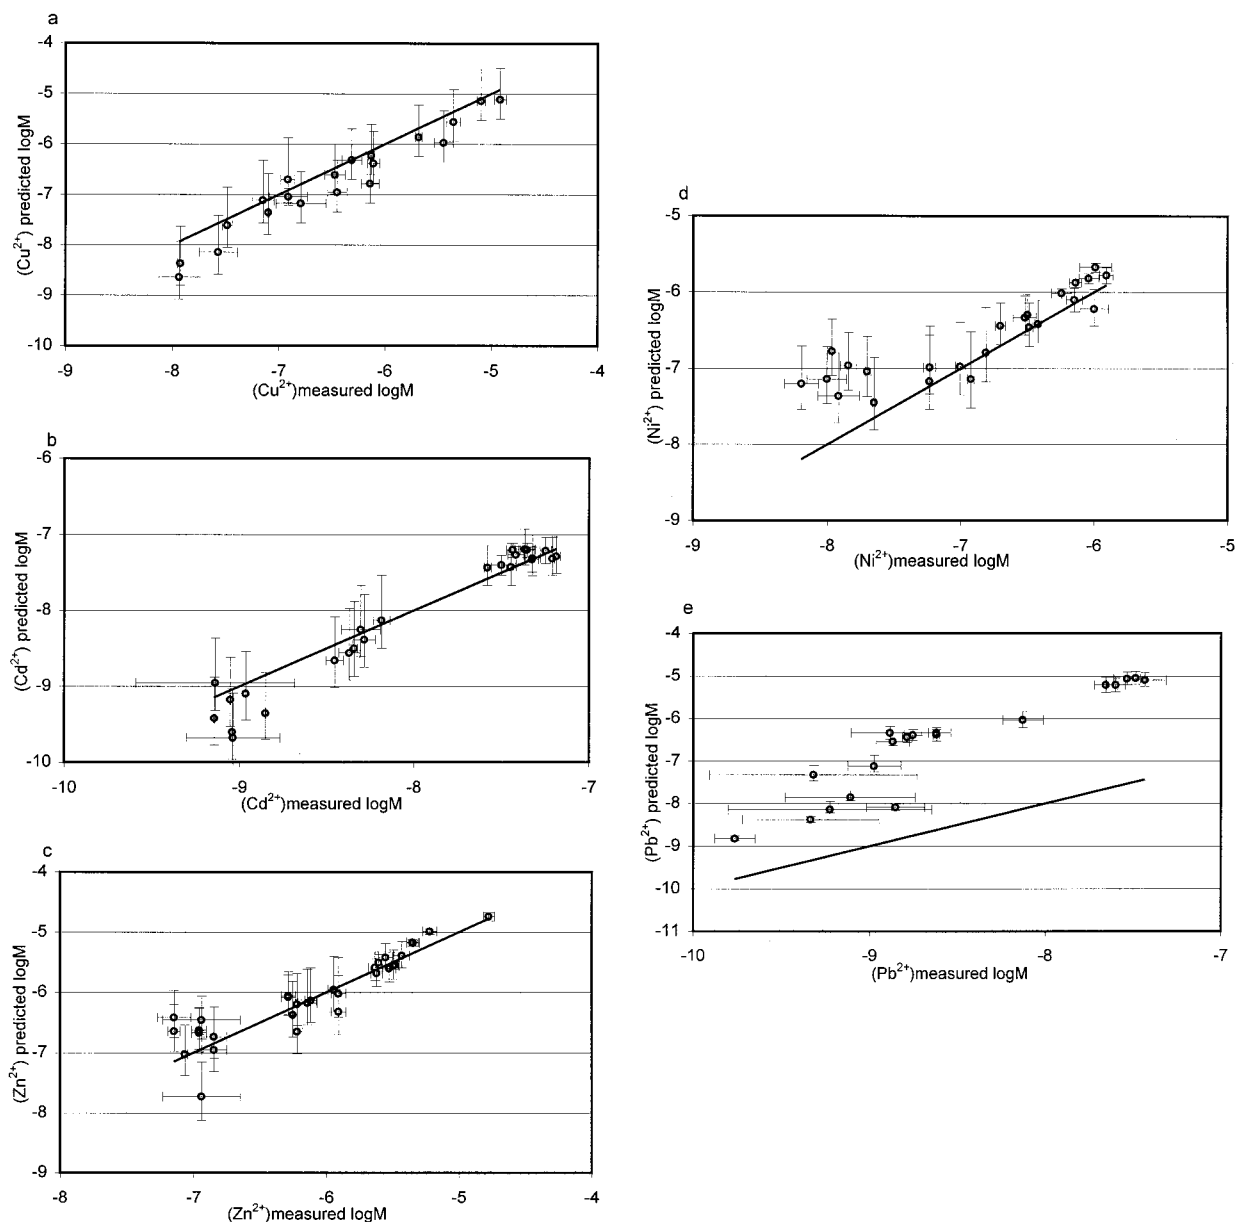 a
-4
-5
-6
-7
-8
-9
-10
-9 -8 -7 -6 -5 -4
(Cu2+) predicted logM
(Cu2+)measured logM
b
-6
-7
-8
-9
-10
-10 -9 -8 -7
(Cd2+) predicted logM
(Cd2+)measured logM
c
-4
-5
-6
-7
-8
-9
-8 -7 -6 -5 -4
(Zn2+) predicted logM
(Zn2+)measured logM
d
-5
-6
-7
-8
-9
-9 -8 -7 -6 -5
(Ni2+) predicted logM
(Ni2+)measured logM
e
-4
-5
-6
-7
-8
-9
-10
-11
-10 -9 -8 -7
(Pb2+) predicted logM
(Pb2+)measured logM